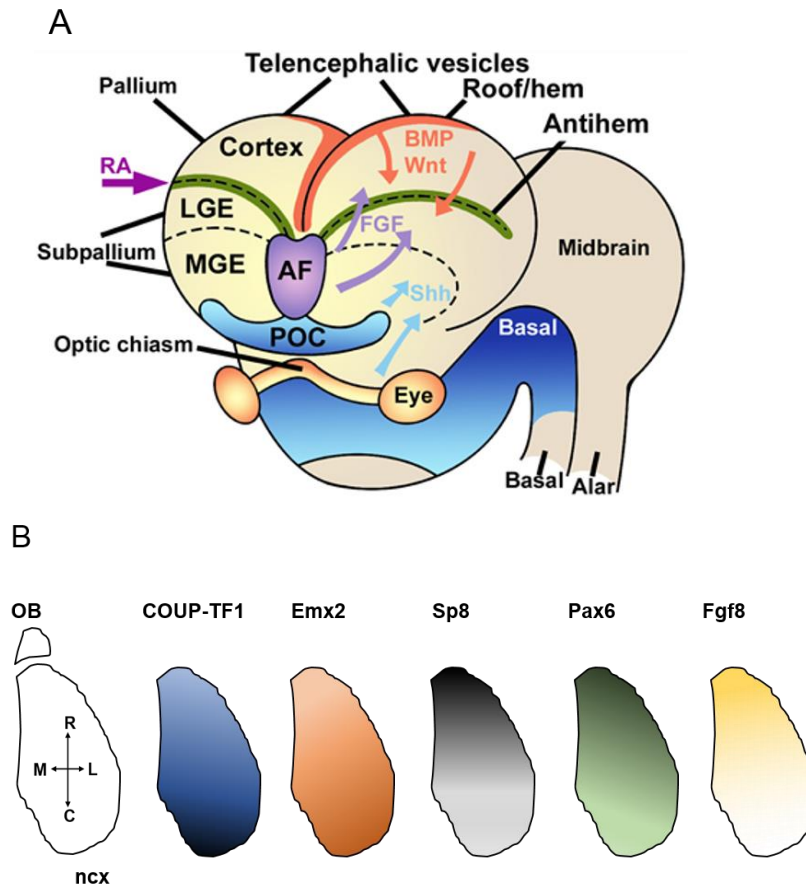 A
Telencephalic vesicles
Pallium
Roof/hem
Antihem
Cortex
BMP
Wnt
RA
LGE
FGF
Subpallium
MGE
AF
Midbrain
Shh
POC
Basal
Optic chiasm
Eye
Basal
Alar
B
OB
COUP-TF1
Emx2
Sp8
Pax6
Fgf8
R
M
L
C
ncx